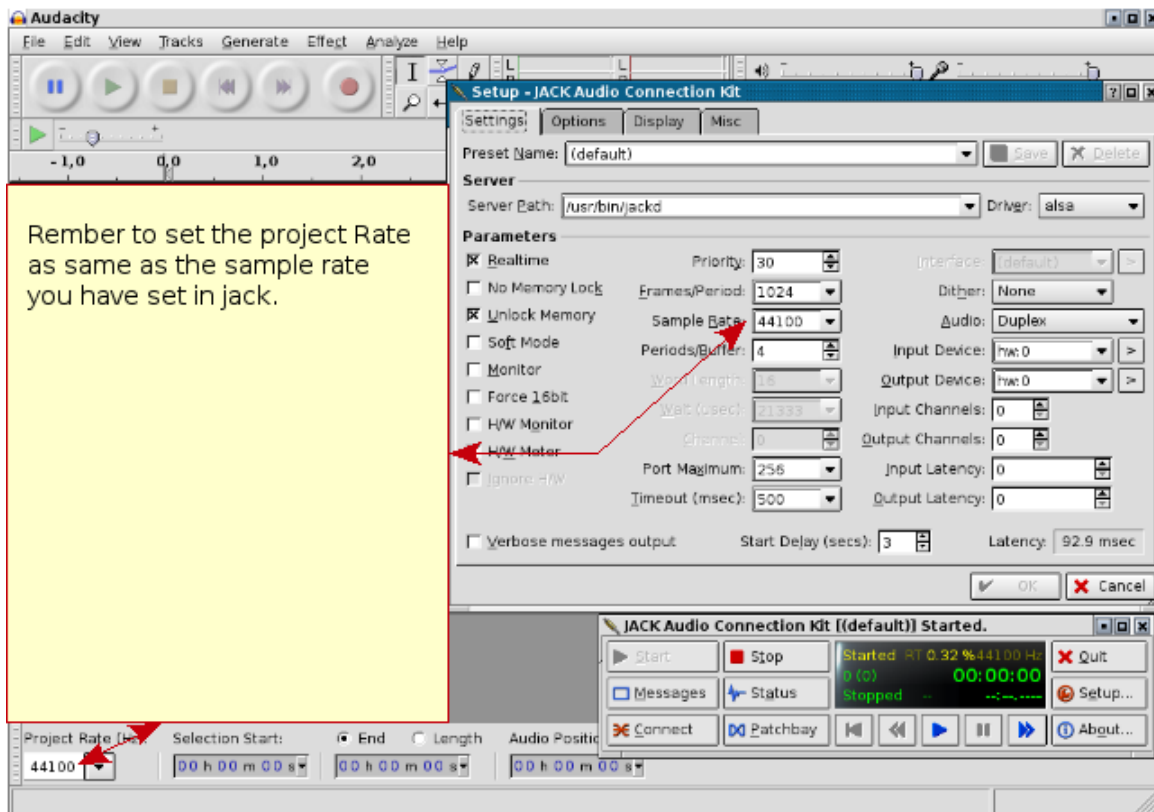 Audacity
File Edit View Tracks Generate Effect Analyze Help
L
L
Setup - JACK Audio Connection Kit
Settings Options Display Misc
-1,0 0,0 1,0 2,0
Preset Name: (default) Save Delete
Server
Server Path: /usr/bin/jackd Driver: alsa
Parameters
Realtime Priority: 30 Interface: (default) >
No Memory Lock Frames/Period: 1024 Dither: None
Unlock Memory Sample Rate: 44100 Audio: Duplex
Soft Mode Periods/Buffer: 4 Input Device: hw:0 >
Monitor Word Length: 16 Output Device: hw:0 >
Force 16bit Wait (usec): 21333 Input Channels: 0
H/W Monitor Channel: 0 Output Channels: 0
H/W Meter Port Maximum: 256 Input Latency: 0
Ignore H/W Timeout (msec): 500 Output Latency: 0
Verbose messages output Start Delay (secs): 3 Latency: 92.9 msec
OK Cancel
Rember to set the project Rate
as same as the sample rate
you have set in jack.
JACK Audio Connection Kit [(default)] Started.
Start Stop Started RT 0.32 % 44100 Hz Quit
0 (0) 00:00:00
Messages Status Stopped -- --:--.---- Setup...
Connect Patchbay About...
Project Rate (Hz): Selection Start: End Length Audio Positio
44100 00 h 00 m 00 s 00 h 00 m 00 s 00 h 00 m 00 s